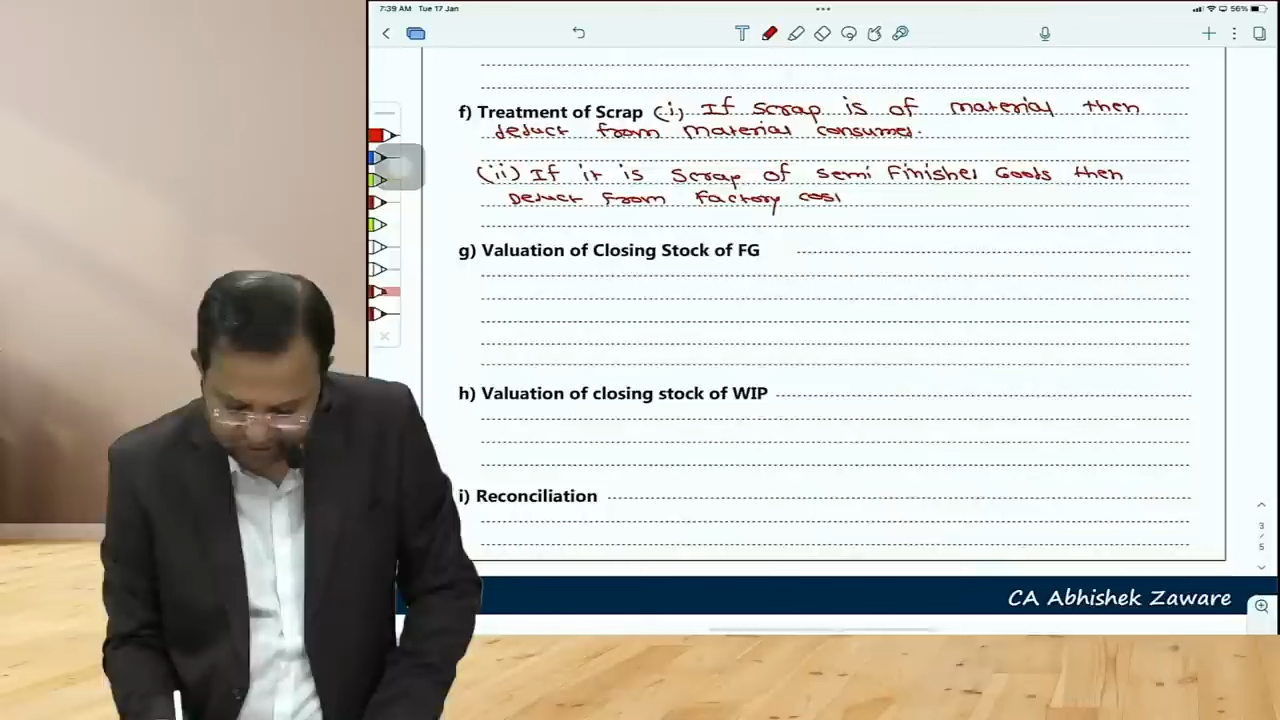 7:39 AM Tue 17 Jan
56%
T
f) Treatment of Scrap (i) If scrap is of material then
deduct from material consumed.
(ii) If it is scrap of semi Finished Goods then
Deduct from Factory cost
g) Valuation of Closing Stock of FG
h) Valuation of closing stock of WIP
i) Reconciliation
3
/
5
CA Abhishek Zaware